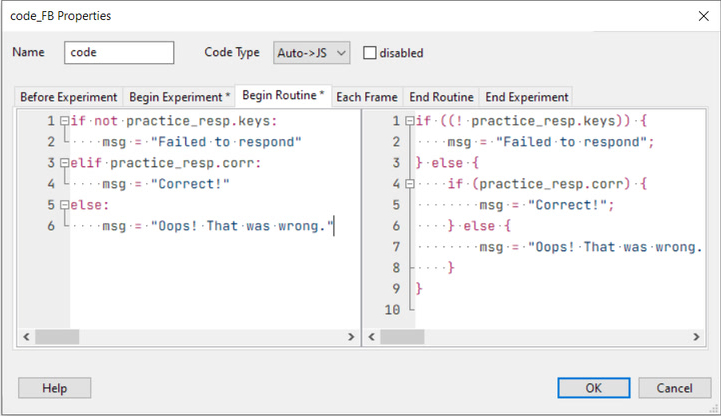 code_FB Properties
Name code Code Type Auto->JS disabled
Before Experiment Begin Experiment * Begin Routine * Each Frame End Routine End Experiment
1 if not practice_resp.keys:
2 msg = "Failed to respond"
3 elif practice_resp.corr:
4 msg = "Correct!"
5 else:
6 msg = "Oops! That was wrong."
1 if ((! practice_resp.keys)) {
2 msg = "Failed to respond";
3 } else {
4 if (practice_resp.corr) {
5 msg = "Correct!";
6 } else {
7 msg = "Oops! That was wrong.
8 }
9 }
10
Help OK Cancel